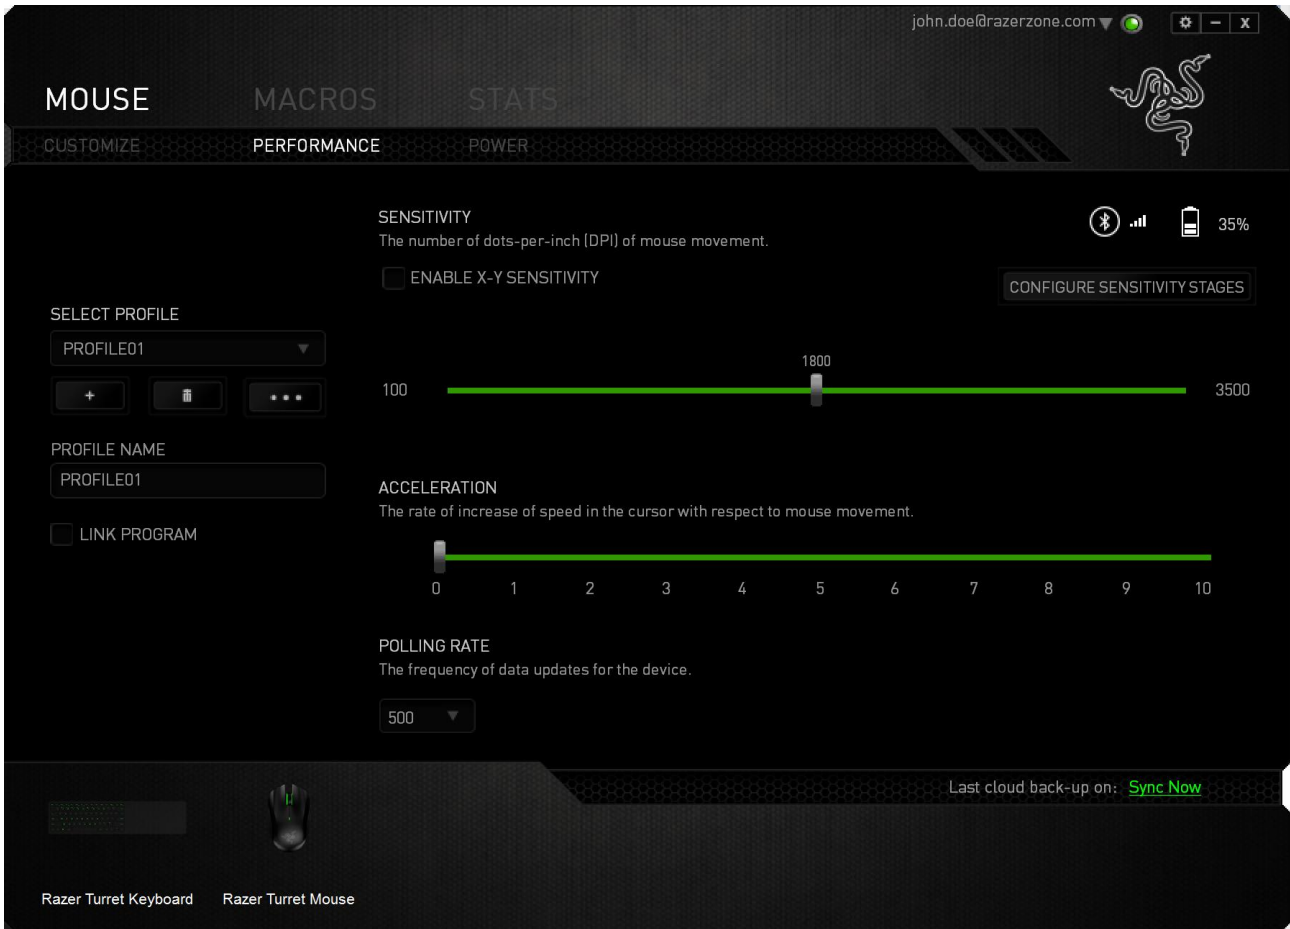 john.doe@razerzone.com
MOUSE MACROS STATS
CUSTOMIZE PERFORMANCE POWER
SENSITIVITY
The number of dots-per-inch (DPI) of mouse movement.
35%
ENABLE X-Y SENSITIVITY
CONFIGURE SENSITIVITY STAGES
SELECT PROFILE
PROFILE01
1800
100 3500
PROFILE NAME
PROFILE01
ACCELERATION
The rate of increase of speed in the cursor with respect to mouse movement.
LINK PROGRAM
0 1 2 3 4 5 6 7 8 9 10
POLLING RATE
The frequency of data updates for the device.
500
Last cloud back-up on: Sync Now
Razer Turret Keyboard Razer Turret Mouse